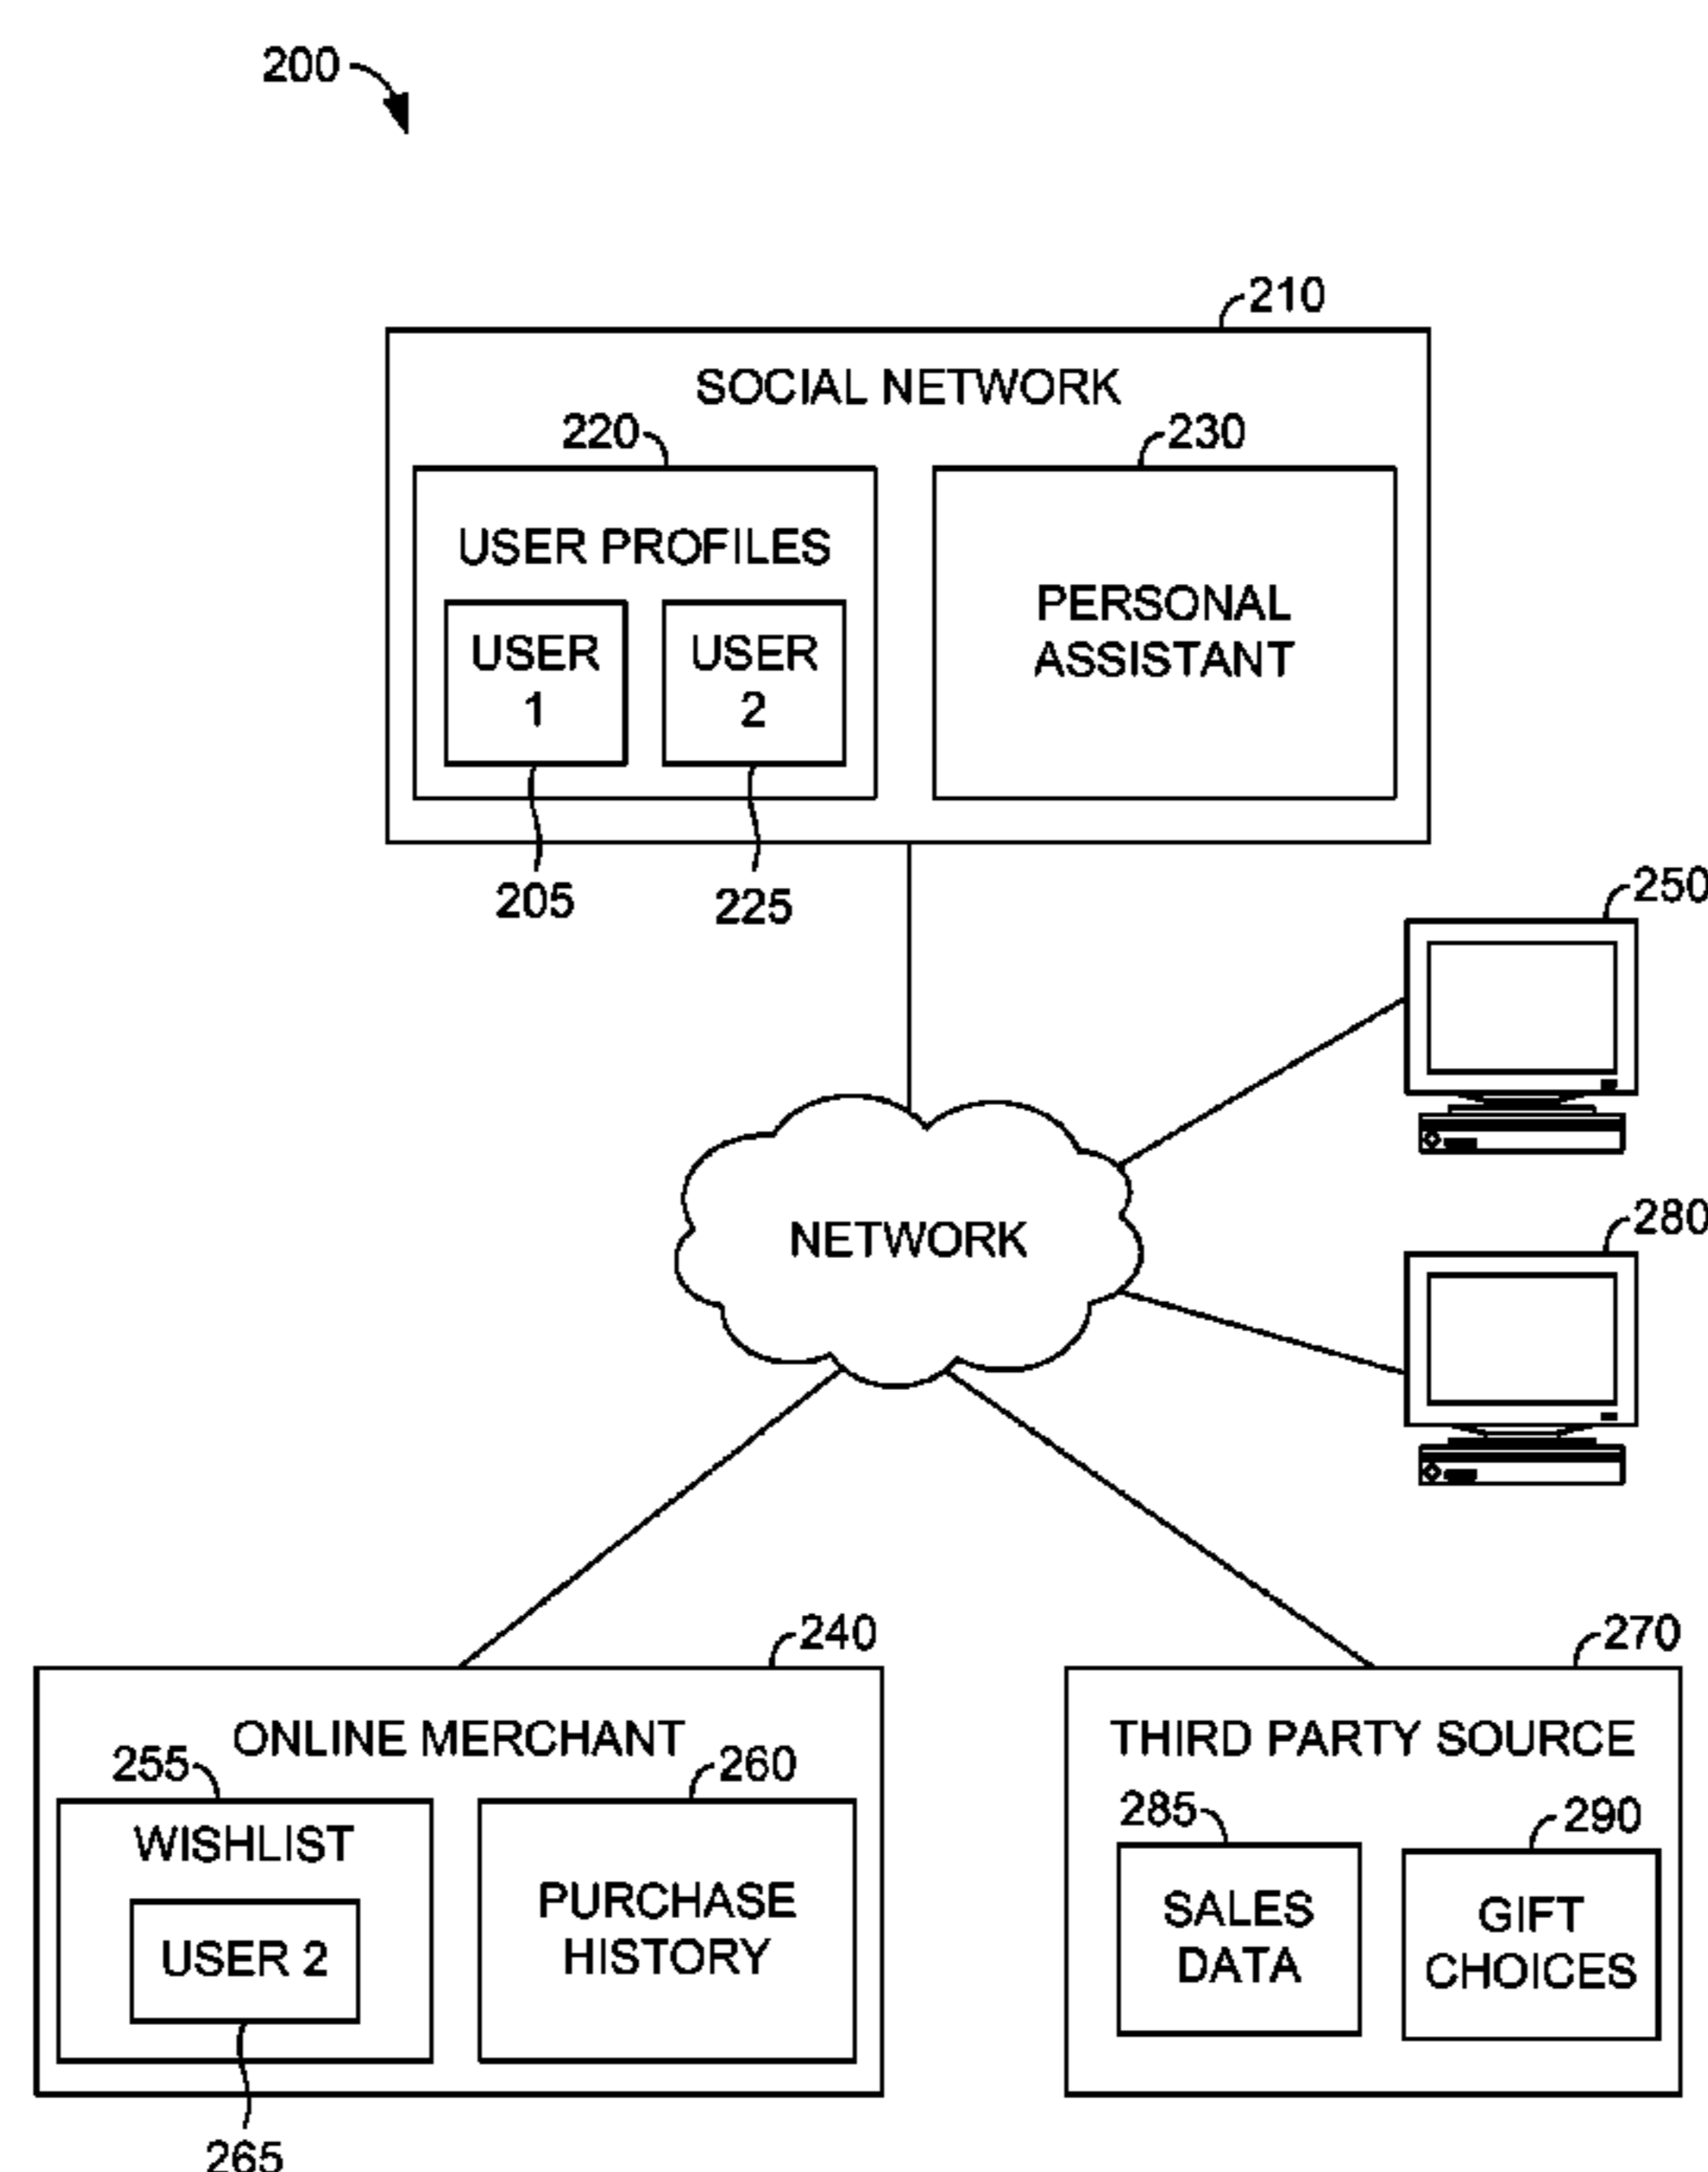 200
210
SOCIAL NETWORK
220
230
USER PROFILES
USER
1
USER
2
PERSONAL
ASSISTANT
205
225
250
NETWORK
280
240
ONLINE MERCHANT
255
260
WISHLIST
USER 2
PURCHASE
HISTORY
265
270
THIRD PARTY SOURCE
285
290
SALES
DATA
GIFT
CHOICES